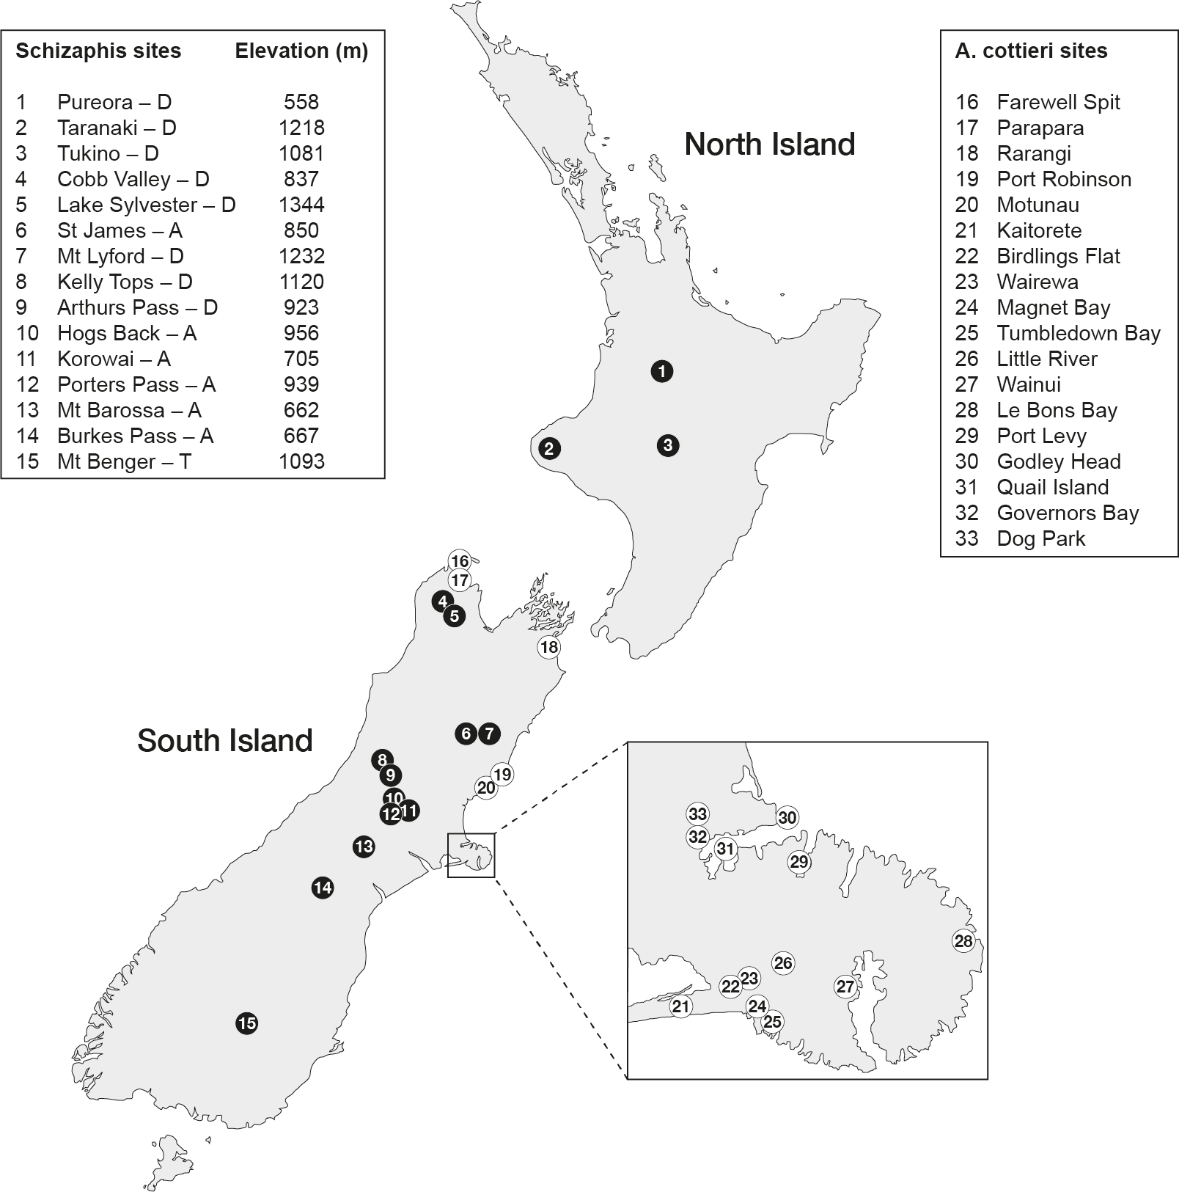 Schizaphis sites Elevation (m)
1 Pureora – D 558
2 Taranaki – D 1218
3 Tukino – D 1081
4 Cobb Valley – D 837
5 Lake Sylvester – D 1344
6 St James – A 850
7 Mt Lyford – D 1232
8 Kelly Tops – D 1120
9 Arthurs Pass – D 923
10 Hogs Back – A 956
11 Korowai – A 705
12 Porters Pass – A 939
13 Mt Barossa – A 662
14 Burkes Pass – A 667
15 Mt Benger – T 1093
A. cottieri sites
16 Farewell Spit
17 Parapara
18 Rarangi
19 Port Robinson
20 Motunau
21 Kaitorete
22 Birdlings Flat
23 Wairewa
24 Magnet Bay
25 Tumbledown Bay
26 Little River
27 Wainui
28 Le Bons Bay
29 Port Levy
30 Godley Head
31 Quail Island
32 Governors Bay
33 Dog Park
North Island
1
2
3
16
17
4
5
18
South Island
6
7
8
9
19
20
10
11
12
13
14
15
33
30
32
31
29
28
26
23
22
27
21
24
25